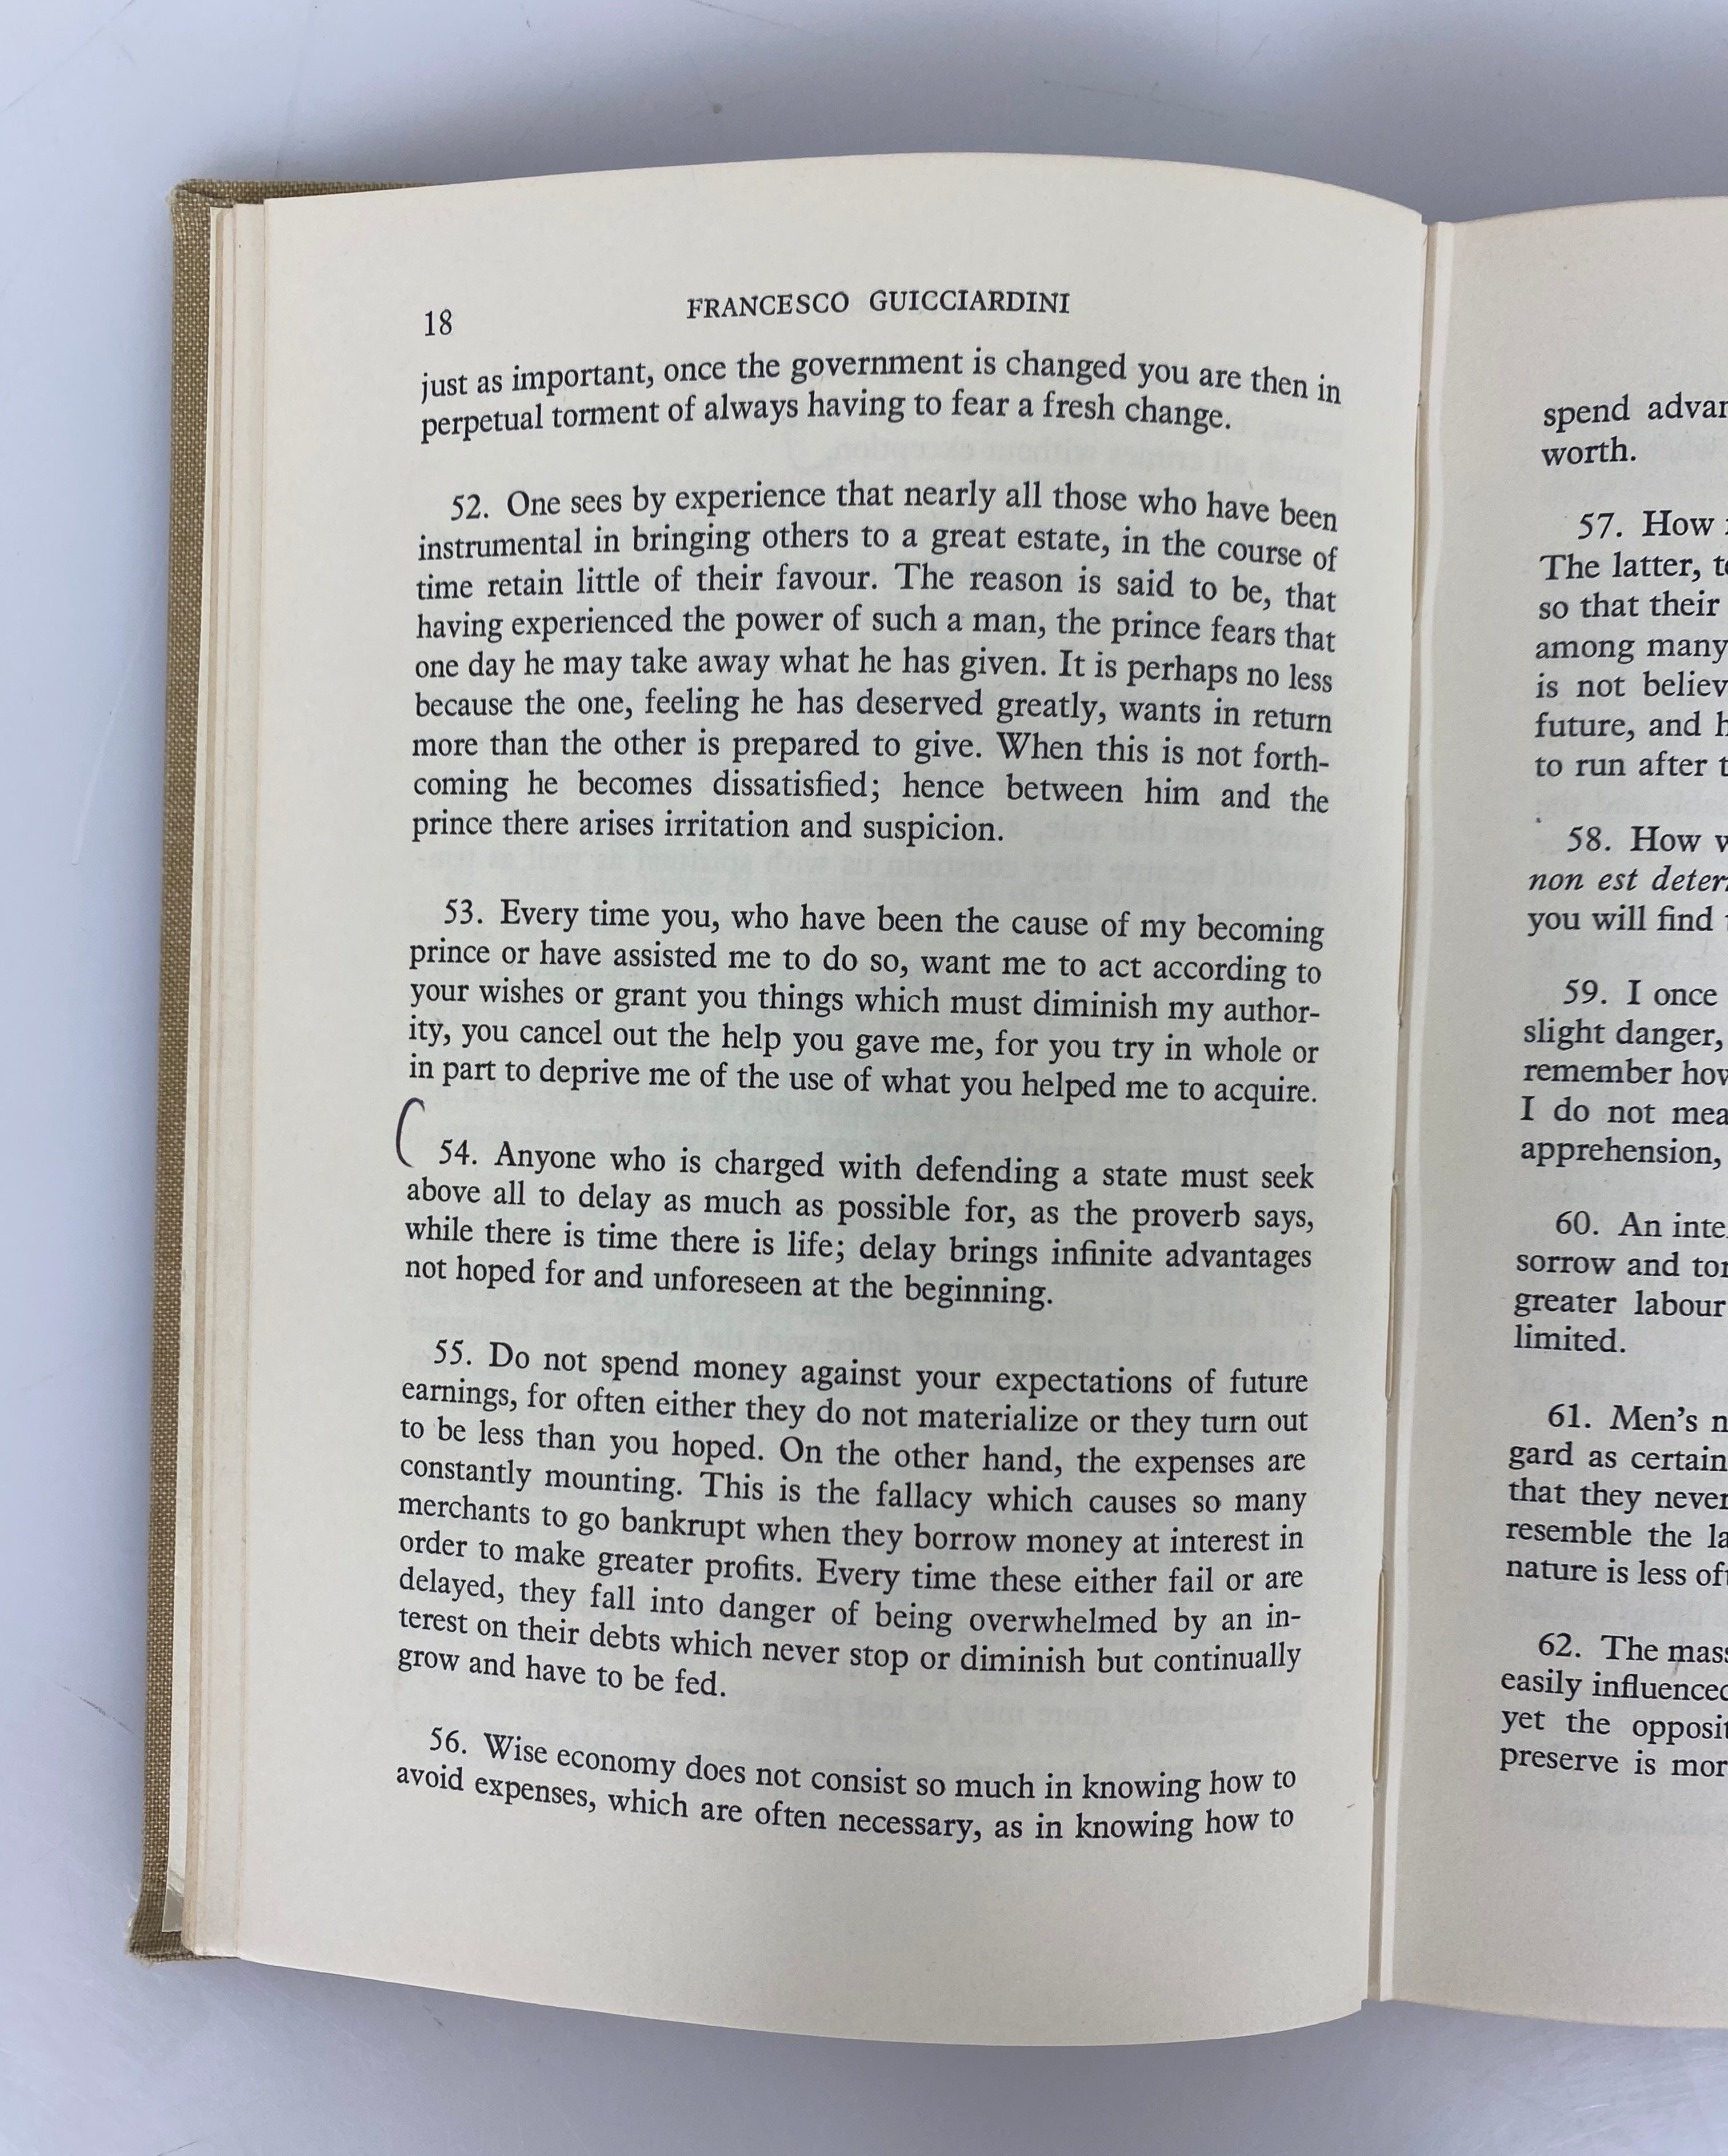 18
FRANCESCO GUICCIARDINI
just as important, once the government is changed you are then in
perpetual torment of always having to fear a fresh change.
52. One sees by experience that nearly all those who have been
instrumental in bringing others to a great estate, in the course of
time retain little of their favour. The reason is said to be, that
having experienced the power of such a man, the prince fears that
one day he may take away what he has given. It is perhaps no less
because the one, feeling he has deserved greatly, wants in return
more than the other is prepared to give. When this is not forth-
coming he becomes dissatisfied; hence between him and the
prince there arises irritation and suspicion.
53. Every time you, who have been the cause of my becoming
prince or have assisted me to do so, want me to act according to
your wishes or grant you things which must diminish my author-
ity, you cancel out the help you gave me, for you try in whole or
in part to deprive me of the use of what you helped me to acquire.
54. Anyone who is charged with defending a state must seek
above all to delay as much as possible for, as the proverb says,
while there is time there is life; delay brings infinite advantages
not hoped for and unforeseen at the beginning.
55. Do not spend money against your expectations of future
earnings, for often either they do not materialize or they turn out
to be less than you hoped. On the other hand, the expenses are
constantly mounting. This is the fallacy which causes so many
merchants to go bankrupt when they borrow money at interest in
order to make greater profits. Every time these either fail or are
delayed, they fall into danger of being overwhelmed by an in-
terest on their debts which never stop or diminish but continually
grow and have to be fed.
56. Wise economy does not consist so much in knowing how to
avoid expenses, which are often necessary, as in knowing how to
spend
worth.
57. How
The latter,
so that their
among many
is not
future, and
to run after
58. How
non est
you will find
59. I once
slight danger,
remember
I do not
apprehension,
60. An
sorrow and
greater labour
limited.
61. Men's
gard as certain
that they never
resemble the
nature is less
62. The
easily
yet the
preserve is